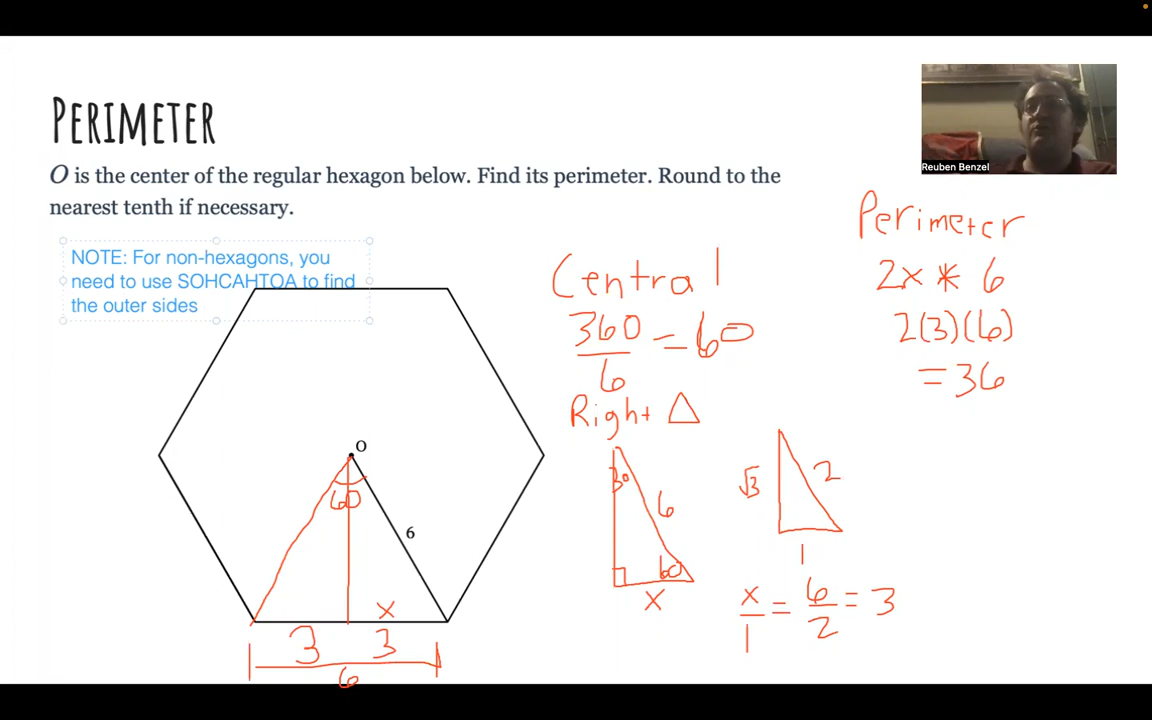 PERIMETER
O is the center of the regular hexagon below. Find its perimeter. Round to the
nearest tenth if necessary.
NOTE: For non-hexagons, you
need to use SOHCAHTOA to find
the outer sides
O
60
6
x
3 3
6
Central
360/6 = 60
Right △
30
6
60
x
√3
2
1
x/1 = 6/2 = 3
Perimeter
2x * 6
2(3)(6)
= 36
Reuben Benzel